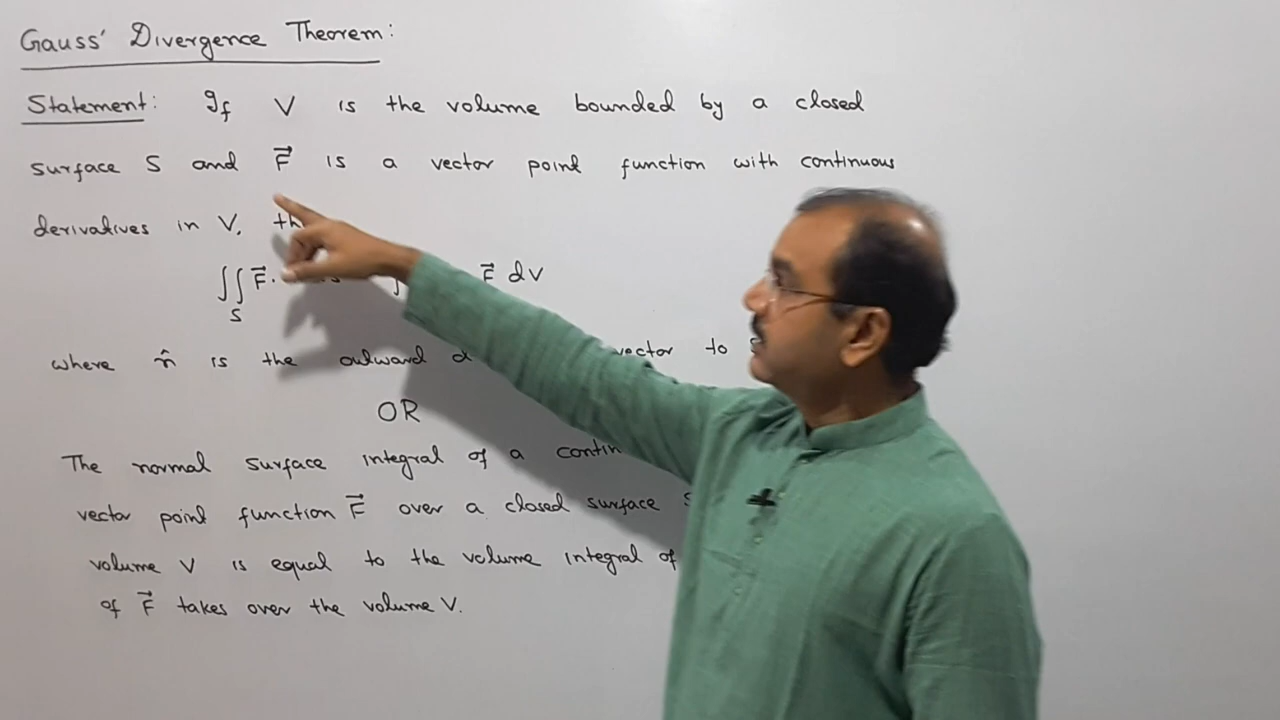 Gauss' Divergence Theorem:
Statement: If V is the volume bounded by a closed
surface S and F⃗ is a vector point function with continuous
derivatives in V, th
∬ F⃗. F⃗ dV
S
where n̂ is the outward vector to
OR
The normal surface integral of a contin
vector point function F⃗ over a closed surface
volume V is equal to the volume integral of
of F⃗ takes over the volume V.